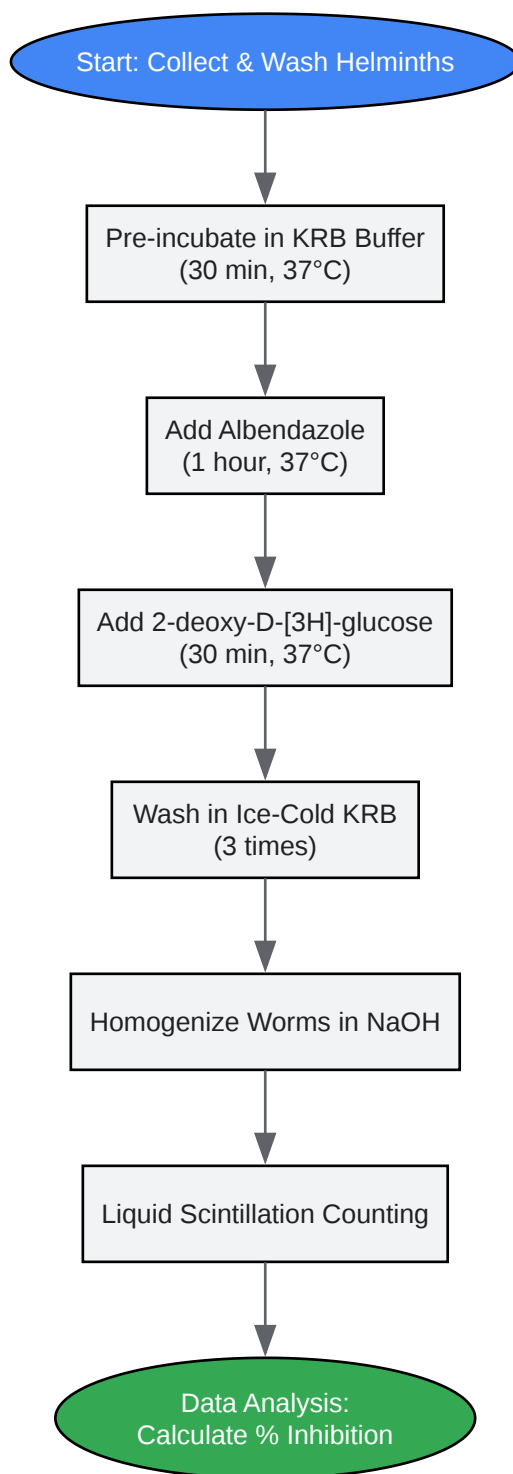 Start: Collect & Wash Helminths
Pre-incubate in KRB Buffer
(30 min, 37°C)
Add Albendazole
(1 hour, 37°C)
Add 2-deoxy-D-[3H]-glucose
(30 min, 37°C)
Wash in Ice-Cold KRB
(3 times)
Homogenize Worms in NaOH
Liquid Scintillation Counting
Data Analysis:
Calculate % Inhibition